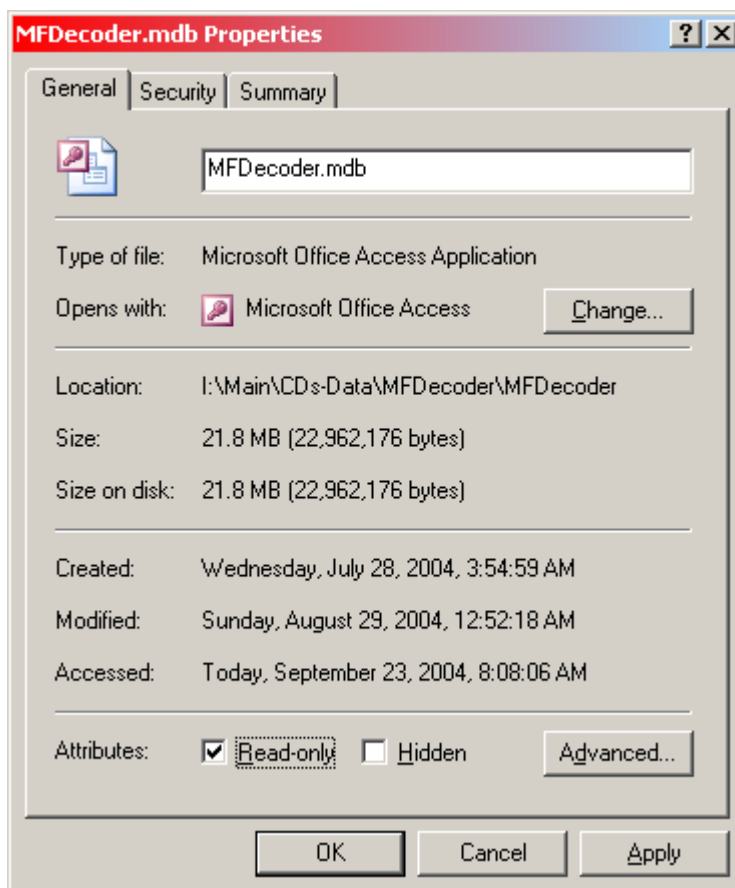 MFDecoder.mdb Properties
General Security Summary
MFDecoder.mdb
Type of file: Microsoft Office Access Application
Opens with: Microsoft Office Access Change...
Location: I:\Main\CDs-Data\MFDecoder\MFDecoder
Size: 21.8 MB (22,962,176 bytes)
Size on disk: 21.8 MB (22,962,176 bytes)
Created: Wednesday, July 28, 2004, 3:54:59 AM
Modified: Sunday, August 29, 2004, 12:52:18 AM
Accessed: Today, September 23, 2004, 8:08:06 AM
Attributes: Read-only Hidden Advanced...
OK Cancel Apply